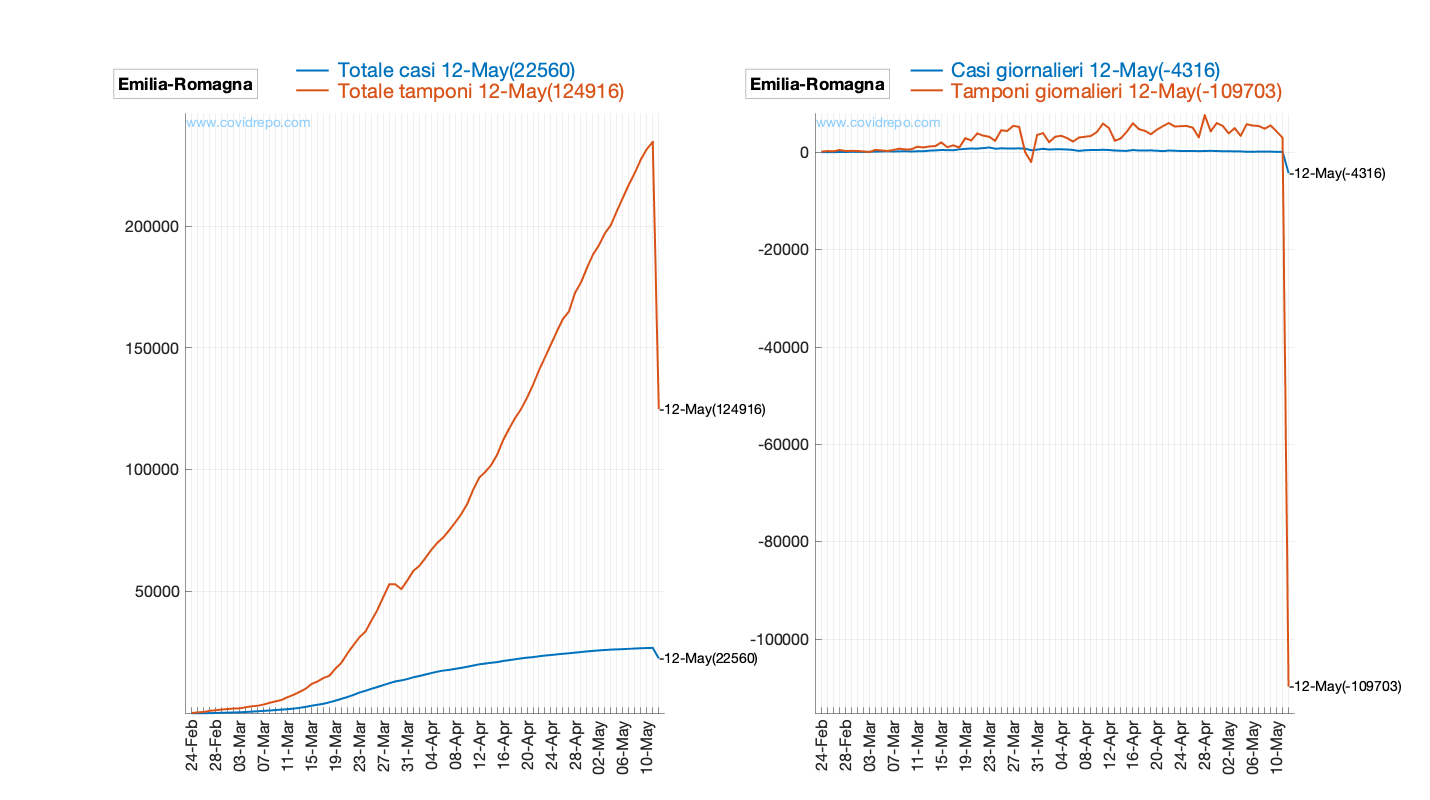 Emilia-Romagna
Totale casi 12-May(22560)
Totale tamponi 12-May(124916)
www.covidrepo.com
200000
150000
100000
50000
12-May(124916)
12-May(22560)
24-Feb
28-Feb
03-Mar
07-Mar
11-Mar
15-Mar
19-Mar
23-Mar
27-Mar
31-Mar
04-Apr
08-Apr
12-Apr
16-Apr
20-Apr
24-Apr
28-Apr
02-May
06-May
10-May
Emilia-Romagna
Casi giornalieri 12-May(-4316)
Tamponi giornalieri 12-May(-109703)
www.covidrepo.com
0
-20000
-40000
-60000
-80000
-100000
12-May(-4316)
12-May(-109703)
24-Feb
28-Feb
03-Mar
07-Mar
11-Mar
15-Mar
19-Mar
23-Mar
27-Mar
31-Mar
04-Apr
08-Apr
12-Apr
16-Apr
20-Apr
24-Apr
28-Apr
02-May
06-May
10-May